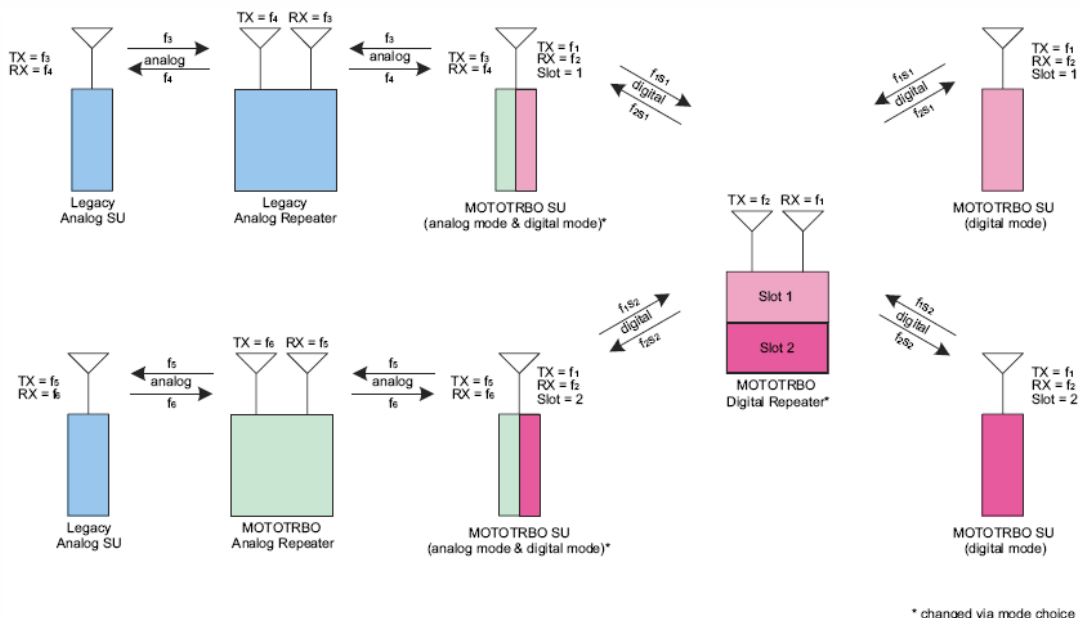 TX = f₄ RX = f₃
TX = f₃
RX = f₄
f₃
analog
f₄
f₃
analog
f₄
TX = f₃
RX = f₄
TX = f₁
RX = f₂
Slot = 1
f₁s₁
digital
f₂s₁
f₁s₁
digital
f₂s₁
TX = f₁
RX = f₂
Slot = 1
Legacy
Analog SU
Legacy
Analog Repeater
MOTOTRBO SU
(analog mode & digital mode)*
MOTOTRBO SU
(digital mode)
TX = f₂ RX = f₁
Slot 1
Slot 2
MOTOTRBO
Digital Repeater*
TX = f₆ RX = f₅
TX = f₅
RX = f₆
f₅
analog
f₆
f₅
analog
f₆
TX = f₅
RX = f₆
TX = f₁
RX = f₂
Slot = 2
f₁s₂
digital
f₂s₂
f₁s₂
digital
f₂s₂
TX = f₁
RX = f₂
Slot = 2
Legacy
Analog SU
MOTOTRBO
Analog Repeater
MOTOTRBO SU
(analog mode & digital mode)*
MOTOTRBO SU
(digital mode)
* changed via mode choice